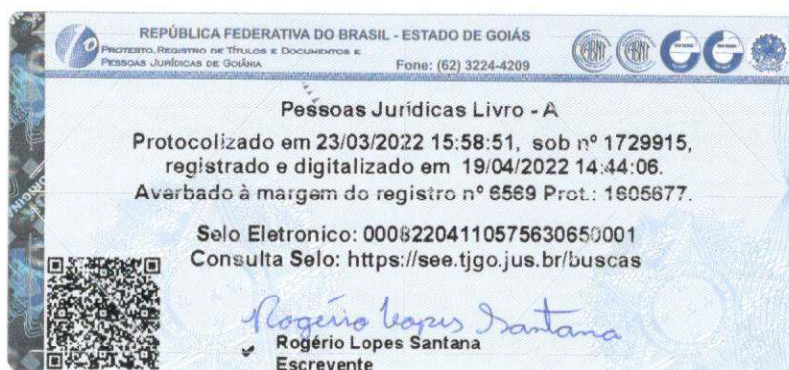 REPÚBLICA FEDERATIVA DO BRASIL - ESTADO DE GOIÁS
PROTESTO, REGISTRO DE TÍTULOS E DOCUMENTOS E
PESSOAS JURÍDICAS DE GOIÂNIA
Fone: (62) 3224-4209
Pessoas Jurídicas Livro - A
Protocolizado em 23/03/2022 15:58:51, sob nº 1729915,
registrado e digitalizado em 19/04/2022 14:44:06.
Averbado à margem do registro nº 6569 Prot.: 1605677.
Selo Eletronico: 00082204110575630650001
Consulta Selo: https://see.tjgo.jus.br/buscas
Rogério Lopes Santana
Rogério Lopes Santana
Escrevente